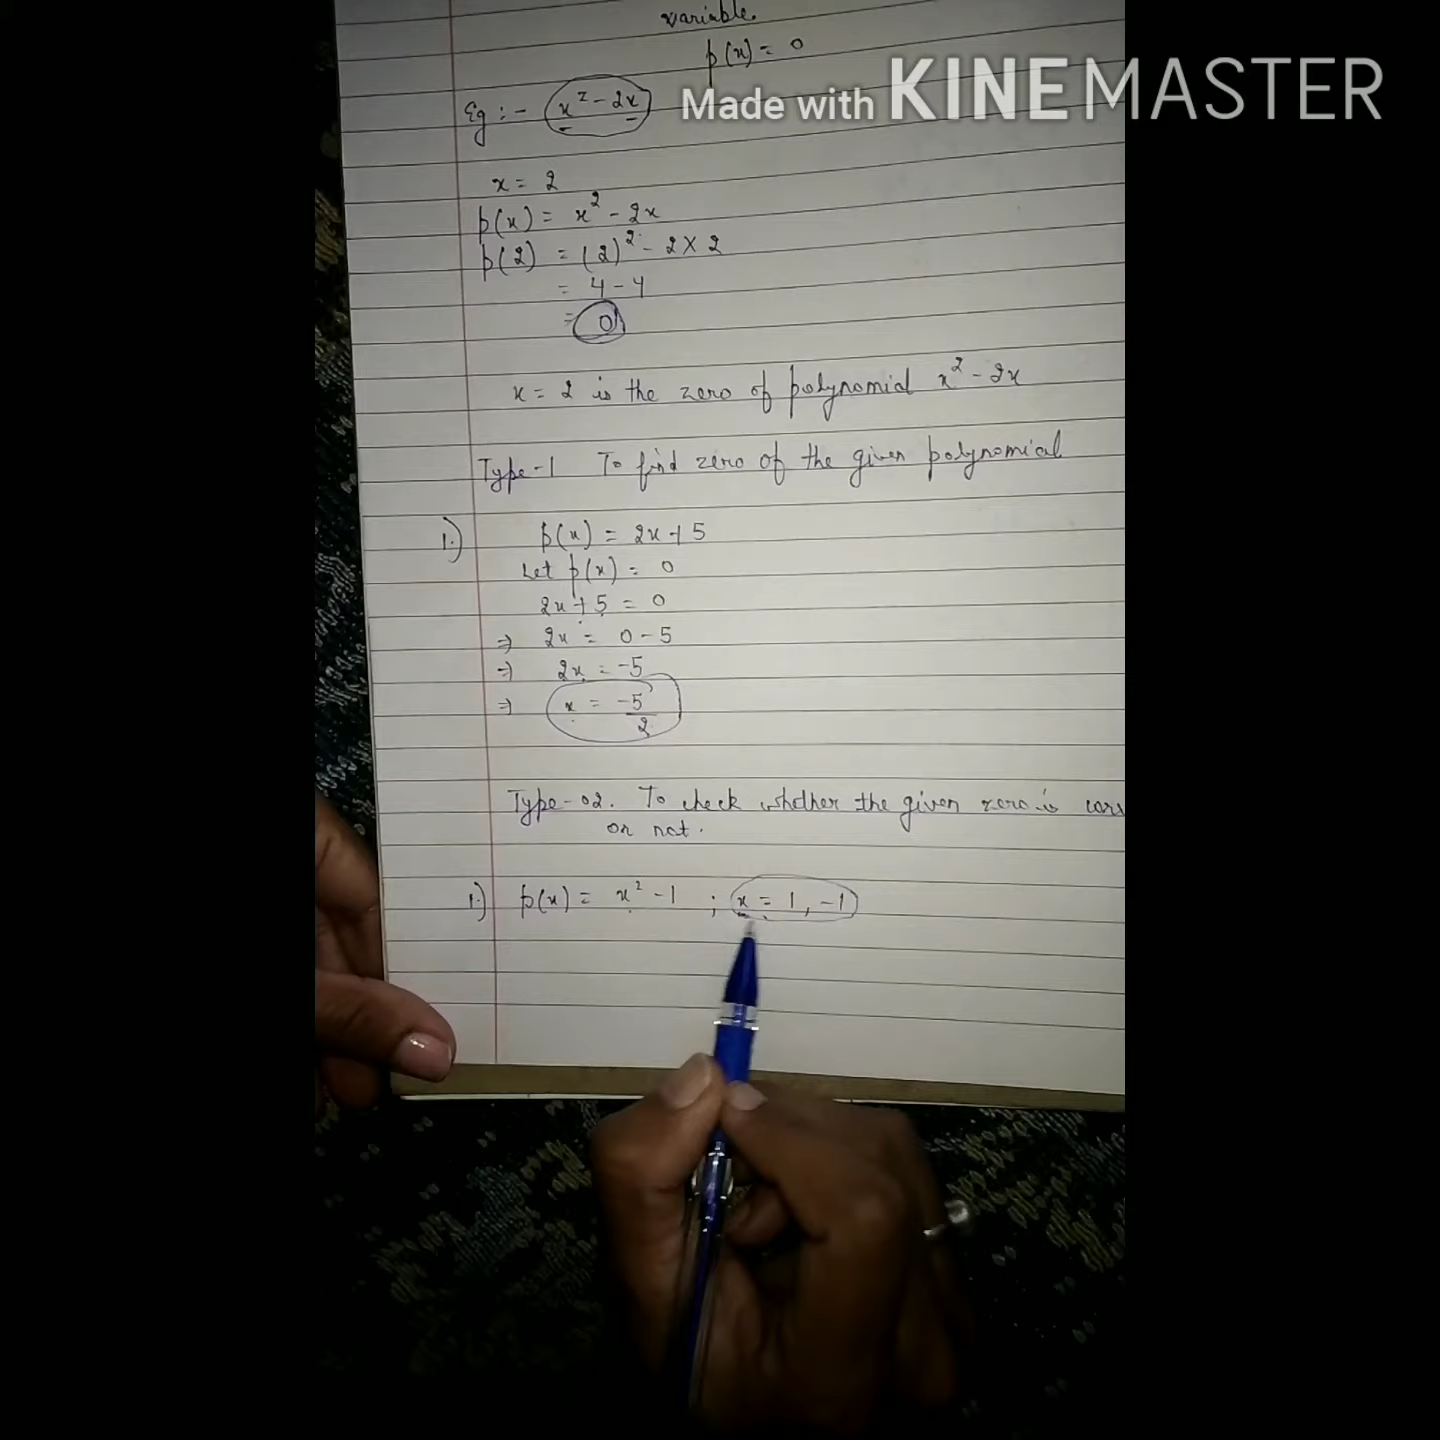 variable.
p(x) = 0
Made with KINEMASTER
Eg :- x² - 2x
x = 2
p(x) = x² - 2x
p(2) = (2)² - 2 × 2
= 4 - 4
= 0
x = 2 is the zero of polynomial x² - 2x
Type-1 To find zero of the given polynomial
1.) p(x) = 2x + 5
Let p(x) = 0
2x + 5 = 0
⇒ 2x = 0 - 5
⇒ 2x = -5
⇒ x = -5/2
Type-02. To check whether the given zero is
or not.
1.) p(x) = x² - 1 ; x = 1, -1